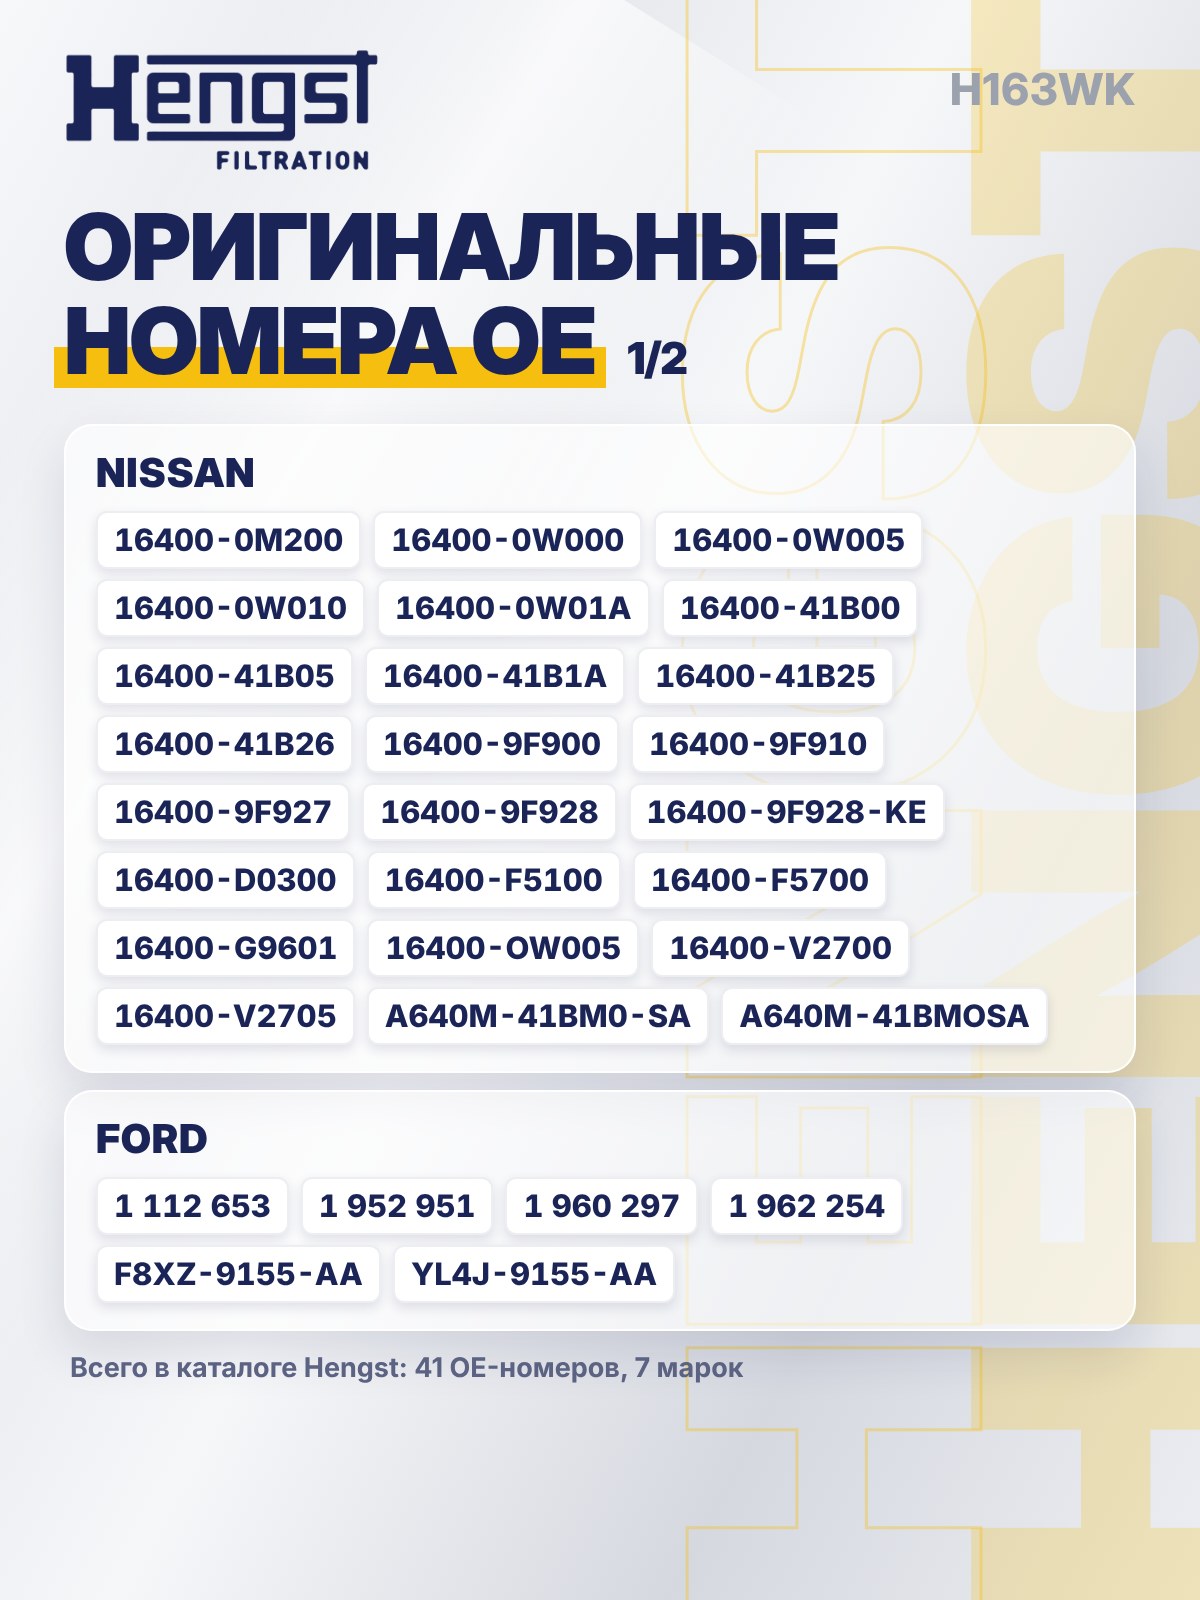 Hengst
FILTRATION
H163WK
ОРИГИНАЛЬНЫЕ
НОМЕРА OE 1/2
NISSAN
16400-0M200 16400-0W000 16400-0W005
16400-0W010 16400-0W01A 16400-41B00
16400-41B05 16400-41B1A 16400-41B25
16400-41B26 16400-9F900 16400-9F910
16400-9F927 16400-9F928 16400-9F928-KE
16400-D0300 16400-F5100 16400-F5700
16400-G9601 16400-OW005 16400-V2700
16400-V2705 A640M-41BM0-SA A640M-41BMOSA
FORD
1 112 653 1 952 951 1 960 297 1 962 254
F8XZ-9155-AA YL4J-9155-AA
Всего в каталоге Hengst: 41 OE-номеров, 7 марок
HENGST
HENGST